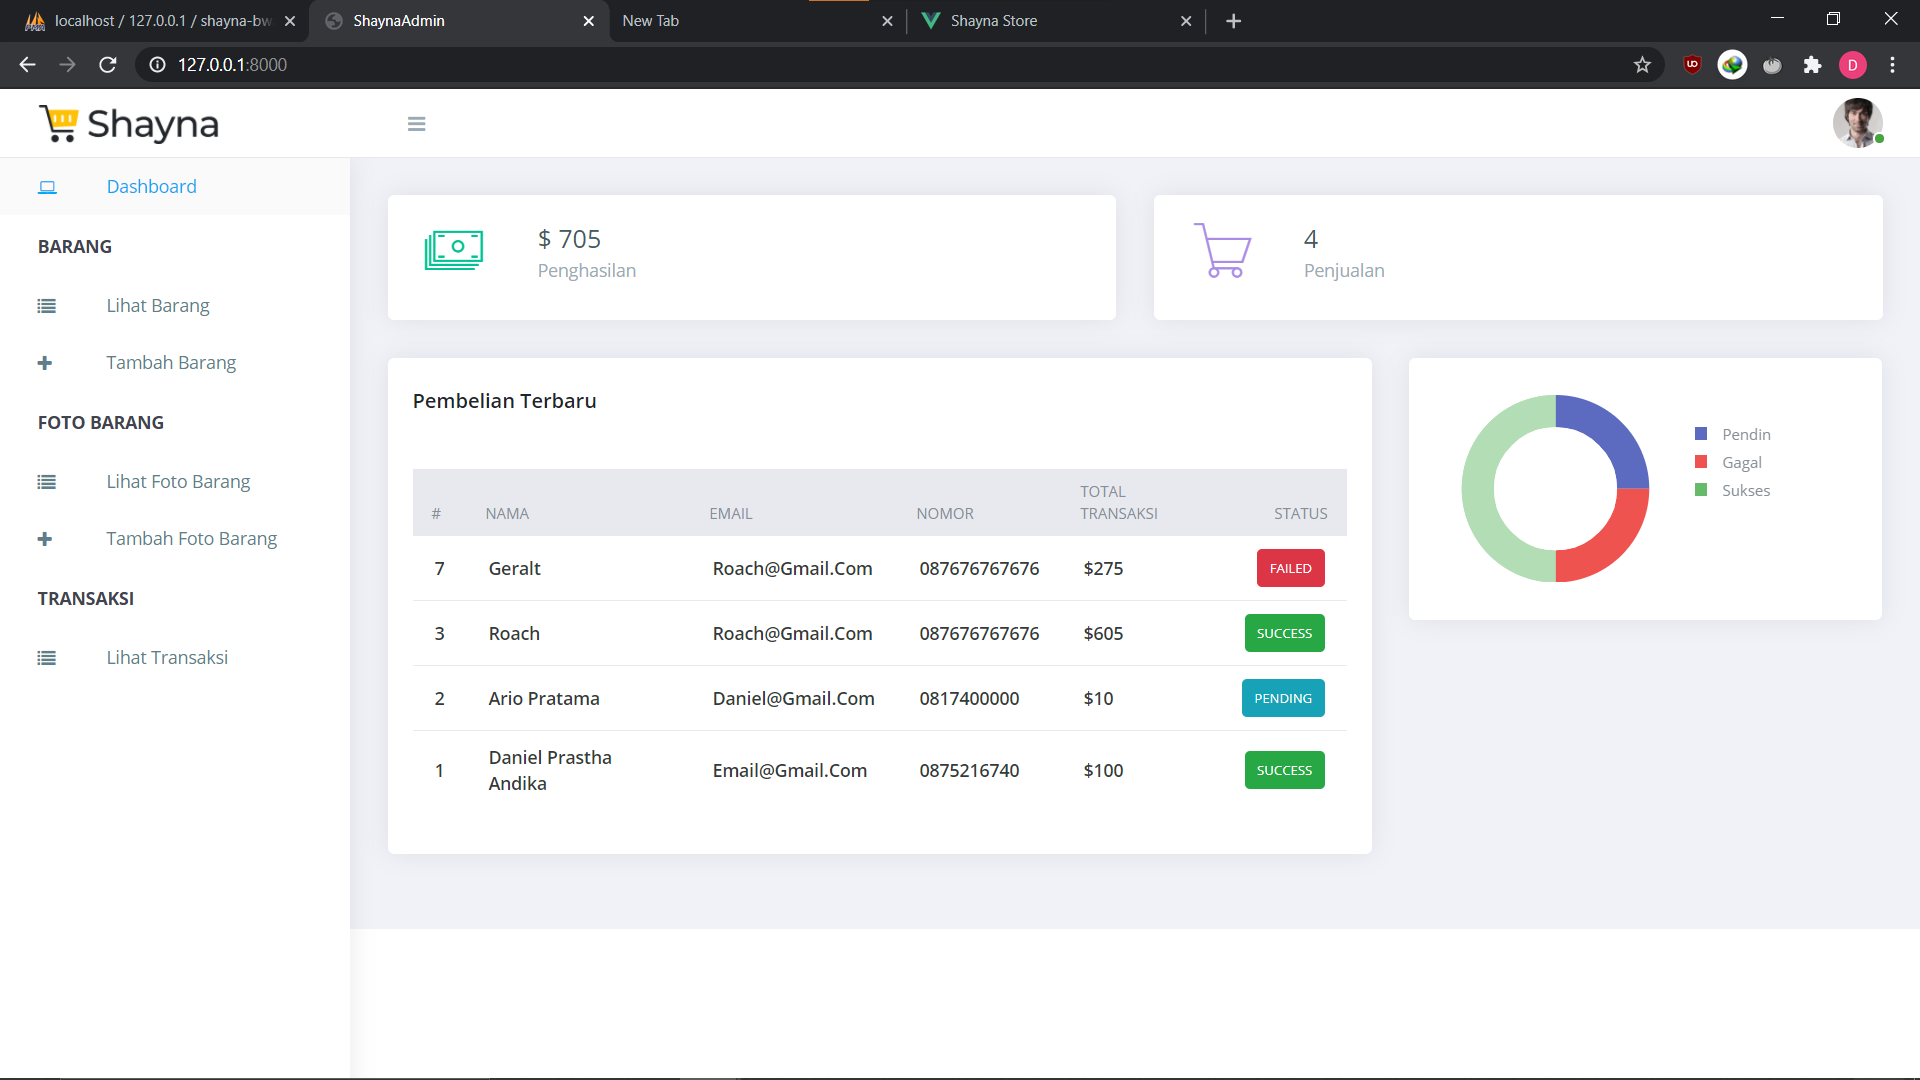 localhost / 127.0.0.1 / shayna-bw
ShaynaAdmin
New Tab
Shayna Store
127.0.0.1:8000
UD
D
Shayna
Dashboard
BARANG
Lihat Barang
Tambah Barang
FOTO BARANG
Lihat Foto Barang
Tambah Foto Barang
TRANSAKSI
Lihat Transaksi
$ 705
Penghasilan
4
Penjualan
Pembelian Terbaru
# NAMA EMAIL NOMOR TOTAL TRANSAKSI STATUS
7 Geralt Roach@Gmail.Com 087676767676 $275 FAILED
3 Roach Roach@Gmail.Com 087676767676 $605 SUCCESS
2 Ario Pratama Daniel@Gmail.Com 0817400000 $10 PENDING
1 Daniel Prastha Andika Email@Gmail.Com 0875216740 $100 SUCCESS
Pendin
Gagal
Sukses